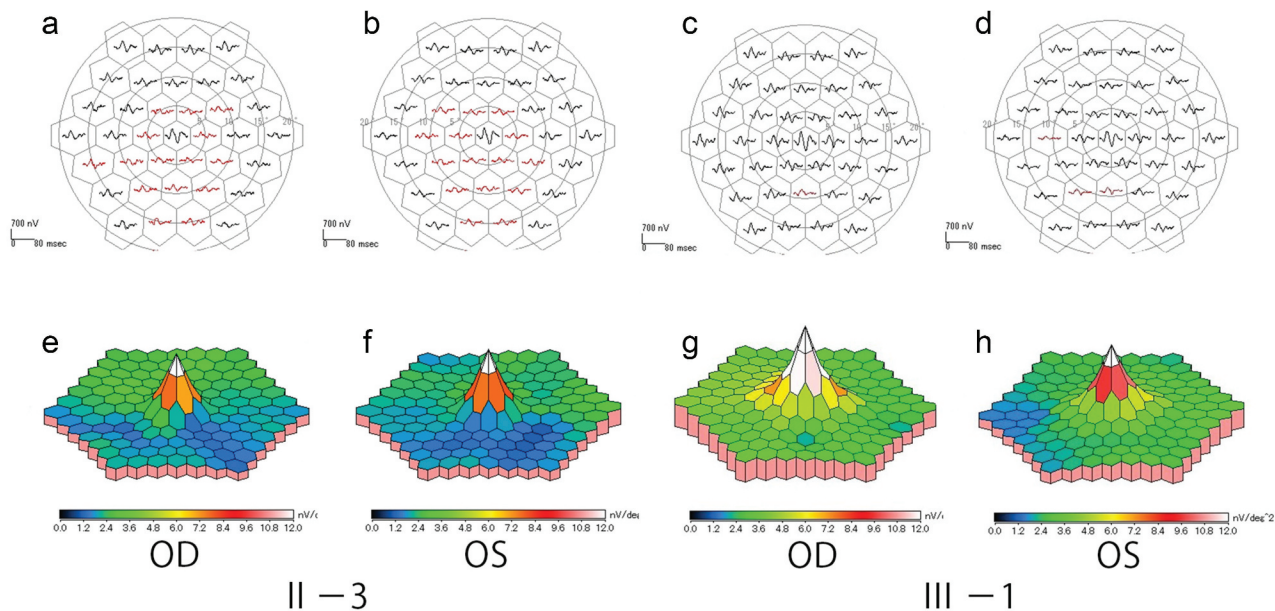 a b c d
20 ° 15 ° 10 ° 5 ° 5 ° 10 ° 15 ° 20 °
700 nV
0 80 msec
700 nV
0 80 msec
700 nV
0 80 msec
700 nV
0 80 msec
e f g h
nV/d
0.0 1.2 2.4 3.6 4.8 6.0 7.2 8.4 9.6 10.8 12.0
nV/deg
0.0 1.2 2.4 3.6 4.8 6.0 7.2 8.4 9.6 10.8 12.0
nV/d
0.0 1.2 2.4 3.6 4.8 6.0 7.2 8.4 9.6 10.8 12.0
nV/deg^2
0.0 1.2 2.4 3.6 4.8 6.0 7.2 8.4 9.6 10.8 12.0
OD OS OD OS
II – 3 III – 1